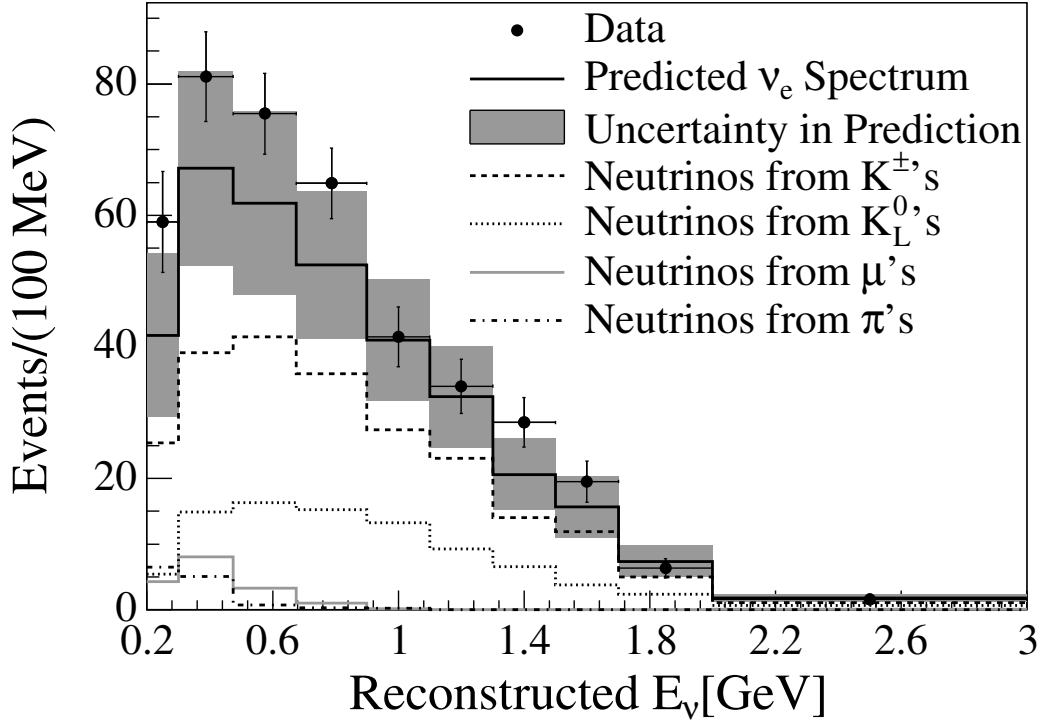 Data
Predicted νe Spectrum
Uncertainty in Prediction
Neutrinos from K±'s
Neutrinos from K0L's
Neutrinos from μ's
Neutrinos from π's
Events/(100 MeV)
80
60
40
20
0
0.2 0.6 1 1.4 1.8 2.2 2.6 3
Reconstructed Eν[GeV]